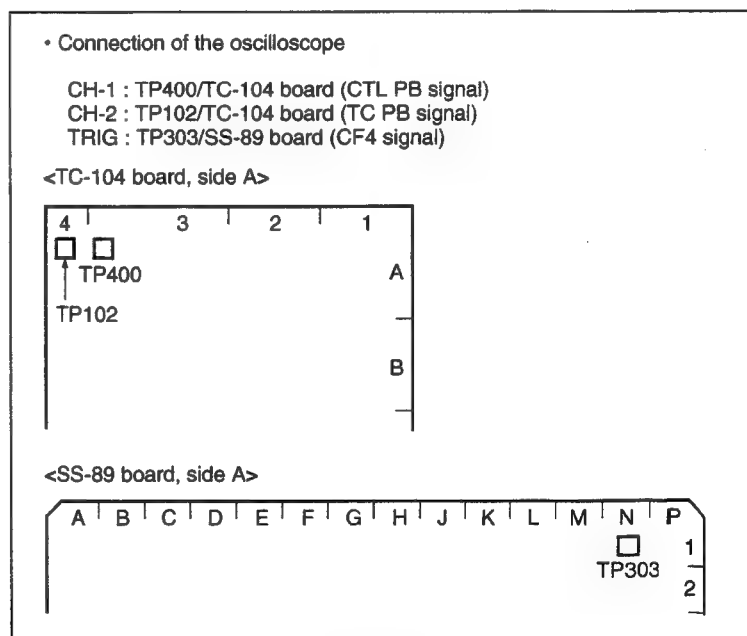 • Connection of the oscilloscope
CH-1 : TP400/TC-104 board (CTL PB signal)
CH-2 : TP102/TC-104 board (TC PB signal)
TRIG : TP303/SS-89 board (CF4 signal)
<TC-104 board, side A>
4 3 2 1
TP400
A
TP102
B
<SS-89 board, side A>
A B C D E F G H J K L M N P
1
TP303
2